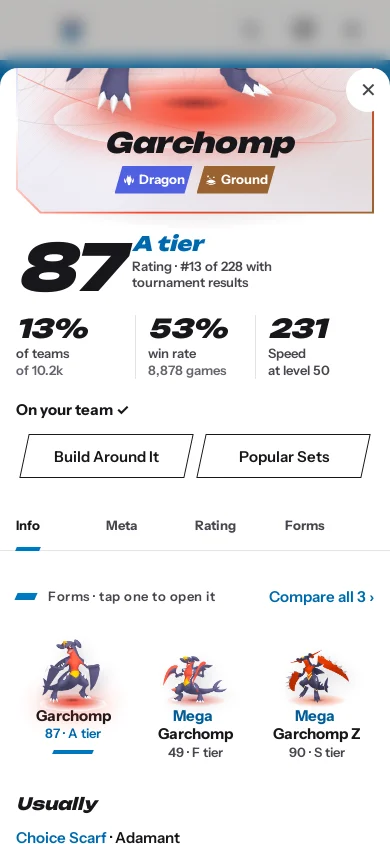 Garchomp
Dragon Ground
87 A tier
Rating · #13 of 228 with
tournament results
13% 53% 231
of teams win rate Speed
of 10.2k 8,878 games at level 50
On your team ✓
Build Around It Popular Sets
Info Meta Rating Forms
Forms · tap one to open it Compare all 3 ›
Garchomp Mega Mega
87 · A tier Garchomp Garchomp Z
49 · F tier 90 · S tier
Usually
Choice Scarf · Adamant